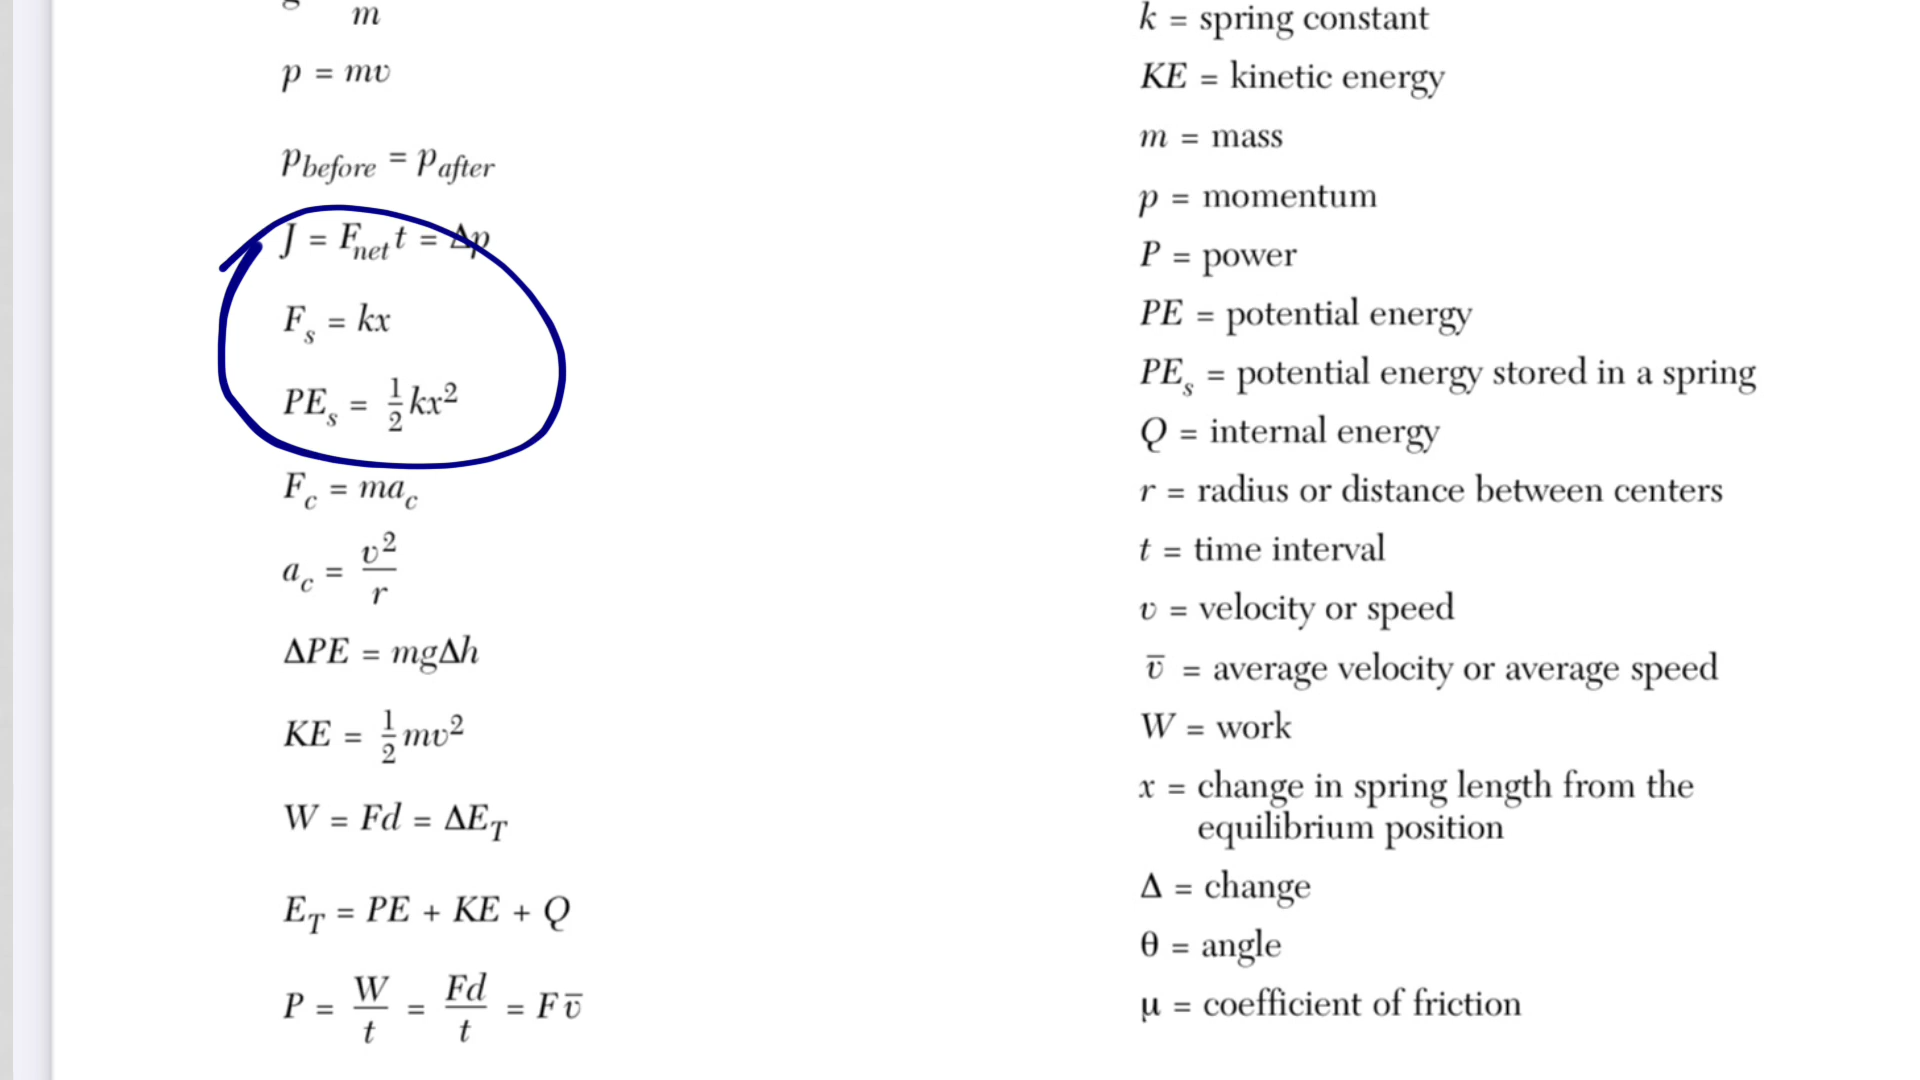 g m
p = mv
p_before = p_after
J = F_net t = Δp
F_s = kx
PE_s = 1/2 kx²
F_c = ma_c
a_c = v²/r
ΔPE = mgΔh
KE = 1/2 mv²
W = Fd = ΔE_T
E_T = PE + KE + Q
P = W/t = Fd/t = Fv̄
k = spring constant
KE = kinetic energy
m = mass
p = momentum
P = power
PE = potential energy
PE_s = potential energy stored in a spring
Q = internal energy
r = radius or distance between centers
t = time interval
v = velocity or speed
v̄ = average velocity or average speed
W = work
x = change in spring length from the
equilibrium position
Δ = change
θ = angle
μ = coefficient of friction